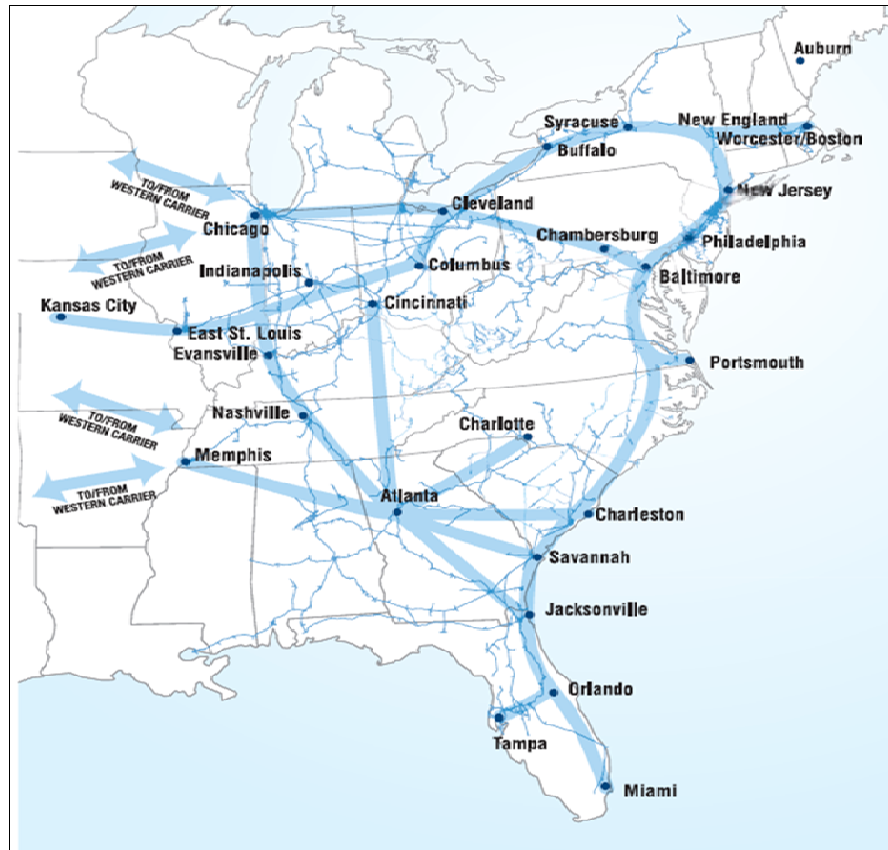 Auburn
Syracuse
New England
Worcester/Boston
Buffalo
TO/FROM
WESTERN CARRIER
New Jersey
Cleveland
Chicago
Chambersburg
Philadelphia
TO/FROM
WESTERN CARRIER
Indianapolis
Columbus
Baltimore
Kansas City
Cincinnati
East St. Louis
Evansville
Portsmouth
TO/FROM
WESTERN CARRIER
Nashville
Charlotte
Memphis
TO/FROM
WESTERN CARRIER
Atlanta
Charleston
Savannah
Jacksonville
Orlando
Tampa
Miami